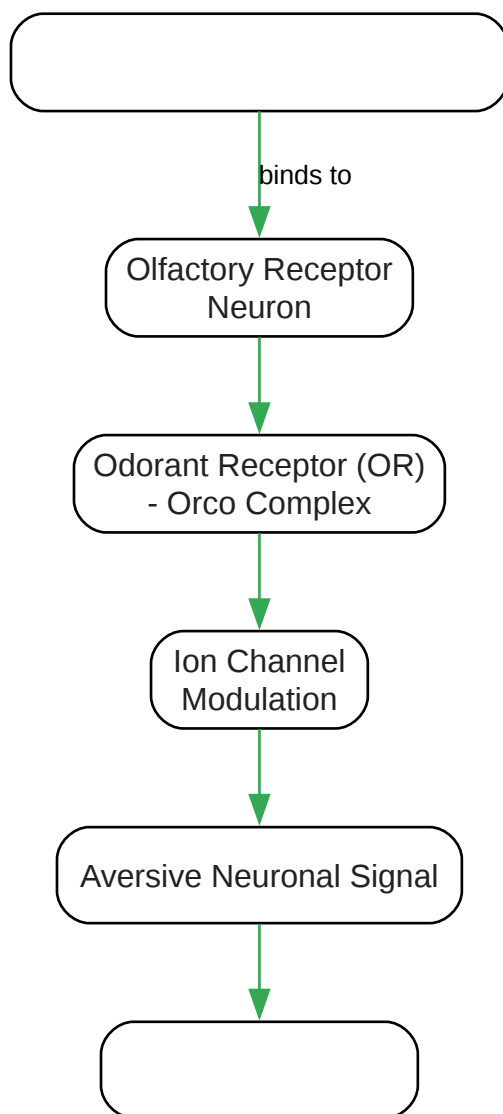 binds to
Olfactory Receptor
Neuron
Odorant Receptor (OR)
- Orco Complex
Ion Channel
Modulation
Aversive Neuronal Signal